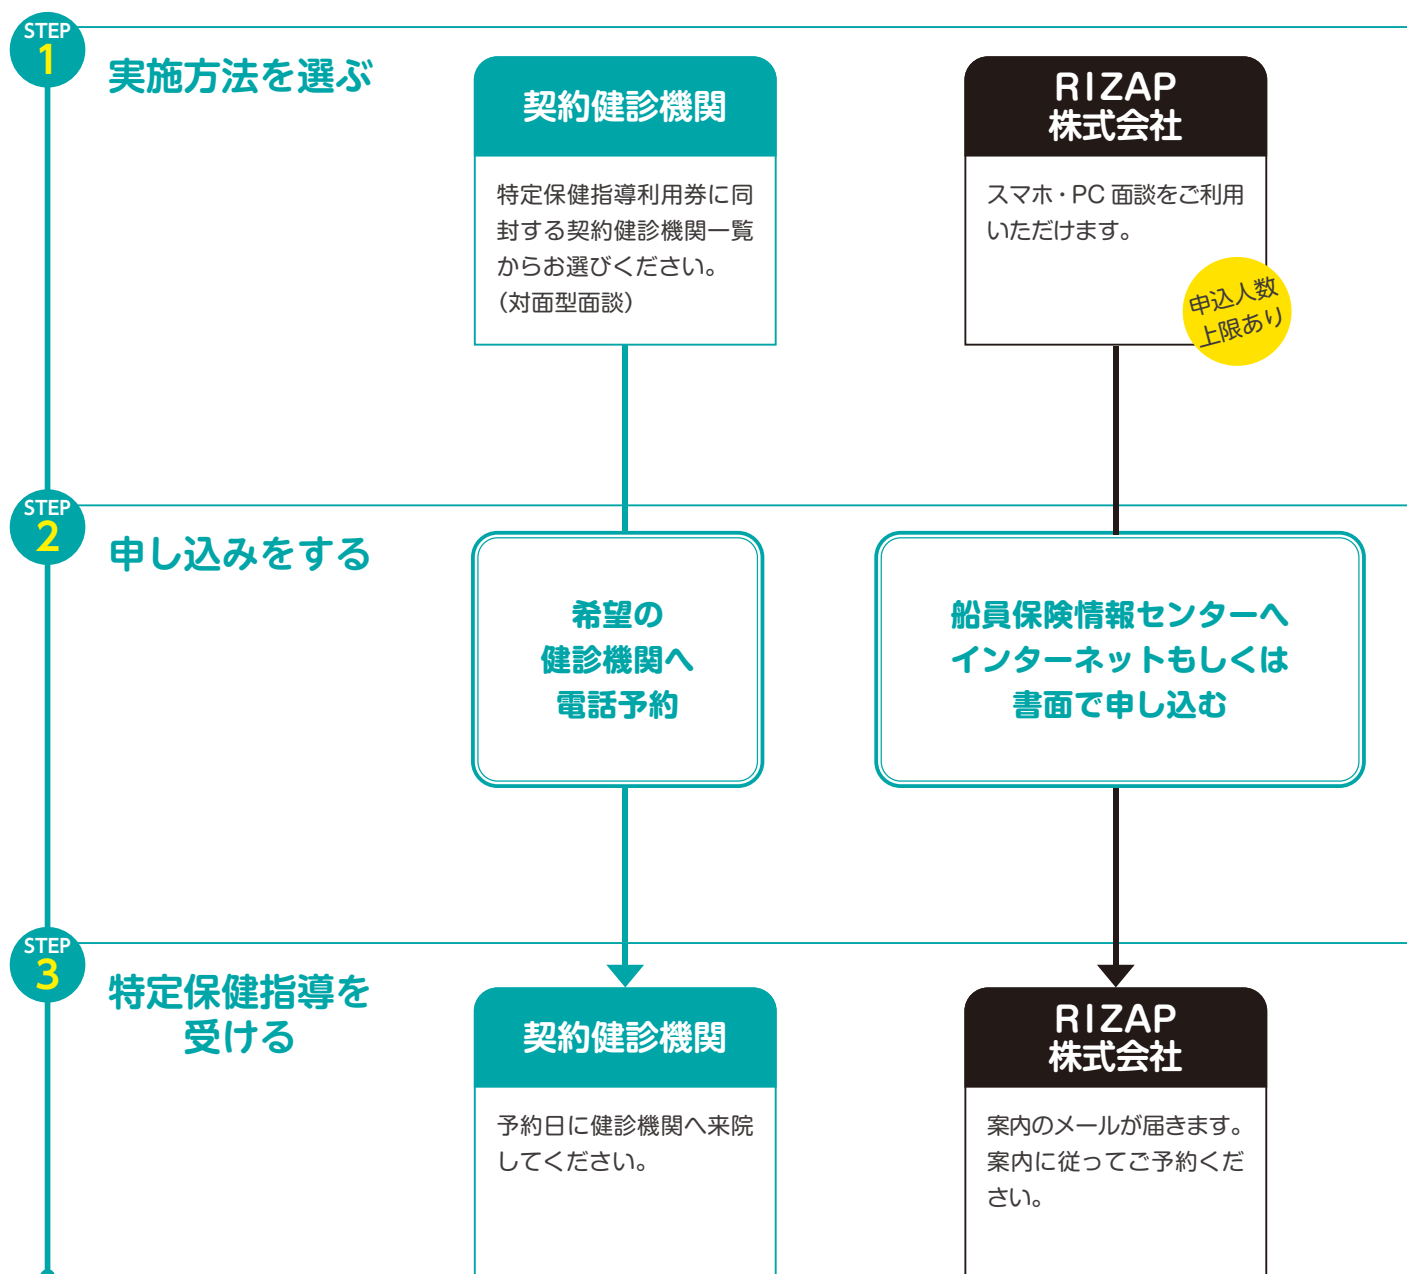 STEP
1
実施方法を選ぶ
契約健診機関
特定保健指導利用券に同
封する契約健診機関一覧
からお選びください。
（対面型面談）
RIZAP
株式会社
スマホ・PC 面談をご利用
いただけます。
申込人数
上限あり
STEP
2
申し込みをする
希望の
健診機関へ
電話予約
船員保険情報センターへ
インターネットもしくは
書面で申し込む
STEP
3
特定保健指導を
受ける
契約健診機関
予約日に健診機関へ来院
してください。
RIZAP
株式会社
案内のメールが届きます。
案内に従ってご予約くだ
さい。